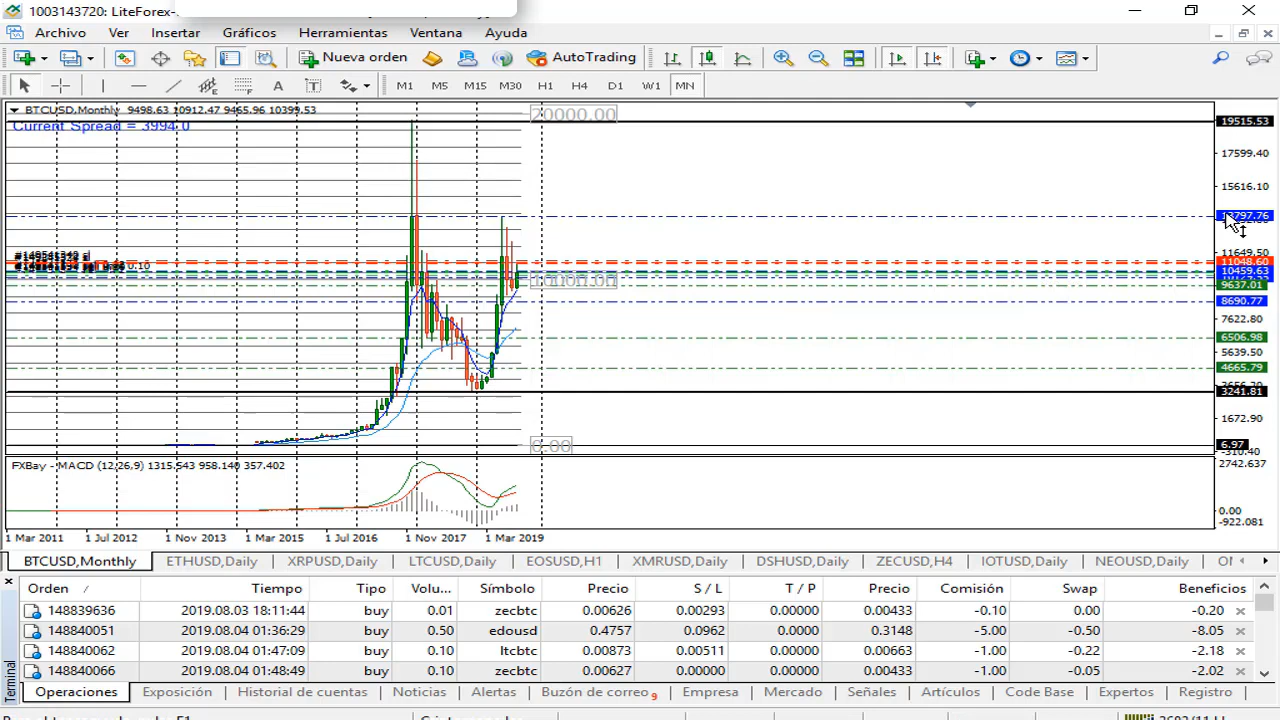 1003143720: LiteForex-
Archivo Ver Insertar Gráficos Herramientas Ventana Ayuda
Nueva orden AutoTrading
A T M1 M5 M15 M30 H1 H4 D1 W1 MN
BTCUSD,Monthly 9498.63 10912.47 9465.96 10399.53
Current Spread = 3994.0
20000.00
10000.00
0.00
19515.53
17599.40
15616.10
11649.50
11048.60
10459.63
9637.01
8690.77
7622.80
6506.98
5639.50
4665.79
3241.81
1672.90
6.97
-310.40
FXBay - MACD (12,26,9) 1315.543 958.140 357.402
2742.637
0.00
-922.081
1 Mar 2011 1 Jul 2012 1 Nov 2013 1 Mar 2015 1 Jul 2016 1 Nov 2017 1 Mar 2019
BTCUSD,Monthly ETHUSD,Daily XRPUSD,Daily LTCUSD,Daily EOSUSD,H1 XMRUSD,Daily DSHUSD,Daily ZECUSD,H4 IOTUSD,Daily NEOUSD,Daily
Orden Tiempo Tipo Volu... Símbolo Precio S / L T / P Precio Comisión Swap Beneficios
148839636 2019.08.03 18:11:44 buy 0.01 zecbtc 0.00626 0.00293 0.00000 0.00433 -0.10 0.00 -0.20
148840051 2019.08.04 01:36:29 buy 0.50 edousd 0.4757 0.0962 0.0000 0.3148 -5.00 -0.50 -8.05
148840062 2019.08.04 01:47:09 buy 0.10 ltcbtc 0.00873 0.00511 0.00000 0.00663 -1.00 -0.22 -2.18
148840066 2019.08.04 01:48:49 buy 0.10 zecbtc 0.00627 0.00000 0.00000 0.00433 -1.00 -0.05 -2.02
Terminal
Operaciones Exposición Historial de cuentas Noticias Alertas Buzón de correo 9 Empresa Mercado Señales Artículos Code Base Expertos Registro